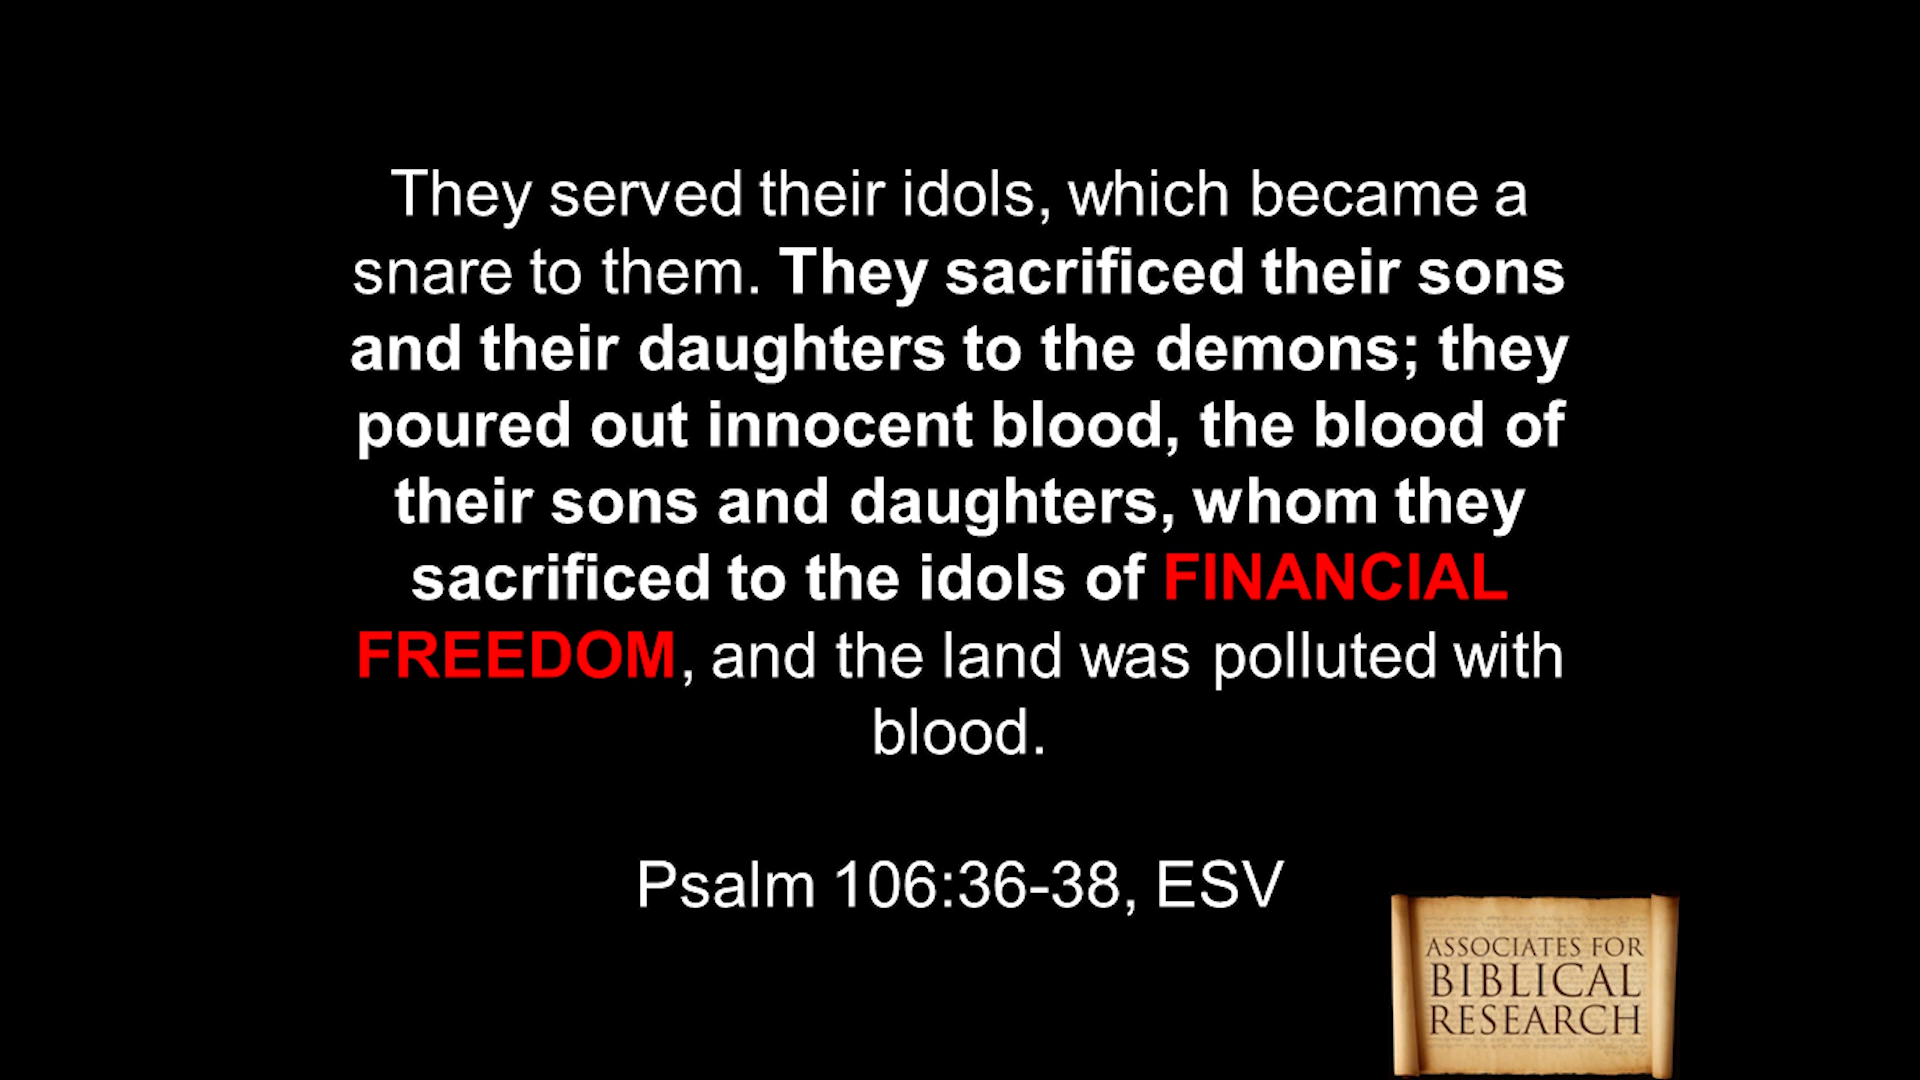 They served their idols, which became a
snare to them. They sacrificed their sons
and their daughters to the demons; they
poured out innocent blood, the blood of
their sons and daughters, whom they
sacrificed to the idols of FINANCIAL
FREEDOM, and the land was polluted with
blood.
Psalm 106:36-38, ESV
ASSOCIATES FOR
BIBLICAL
RESEARCH